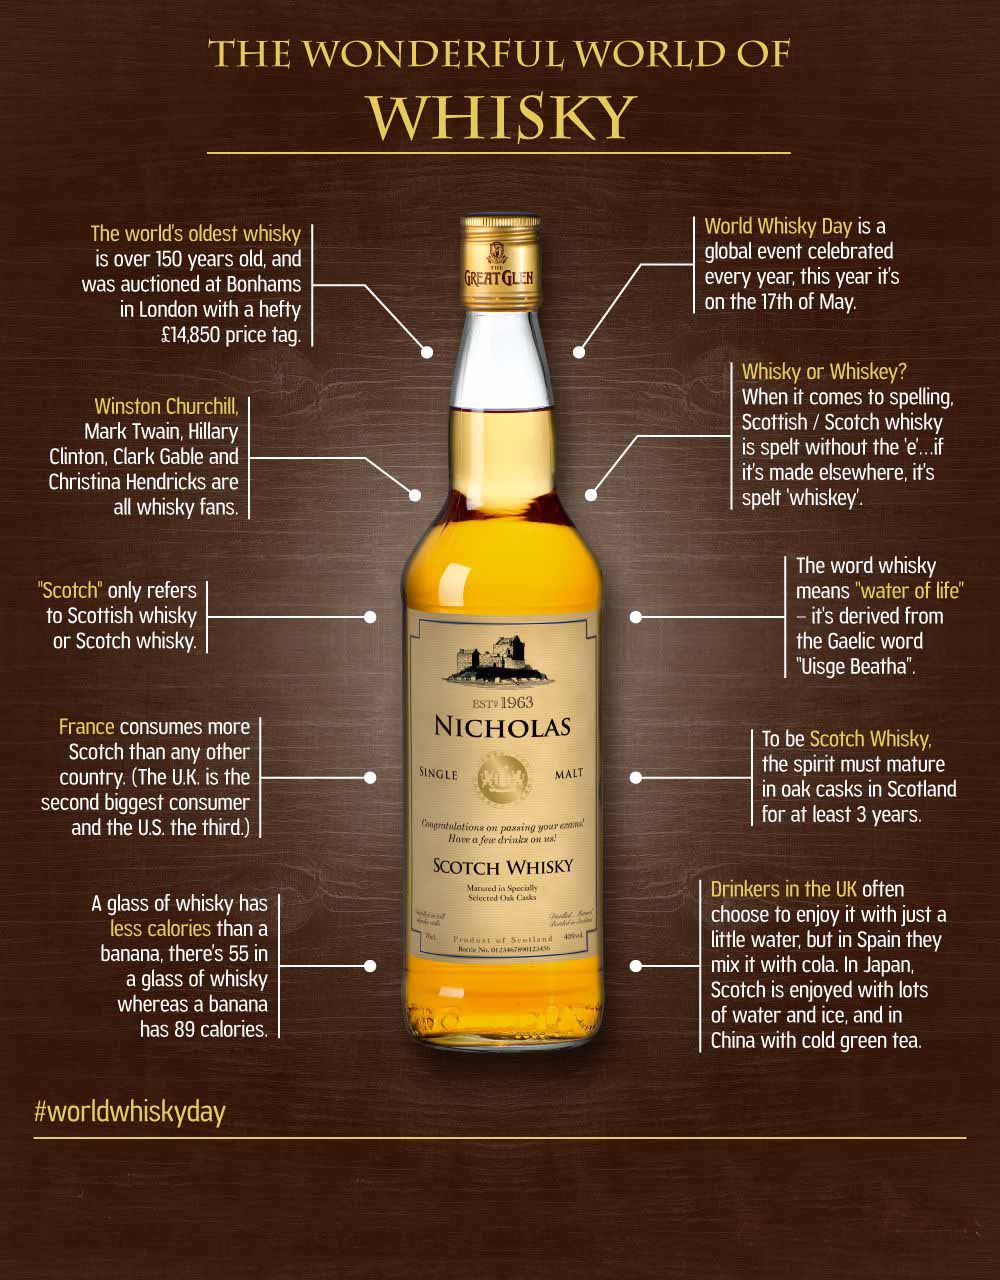 THE WONDERFUL WORLD OF
WHISKY
The world's oldest whisky
is over 150 years old, and
was auctioned at Bonhams
in London with a hefty
£14,850 price tag.
Winston Churchill,
Mark Twain, Hillary
Clinton, Clark Gable and
Christina Hendricks are
all whisky fans.
"Scotch" only refers
to Scottish whisky
or Scotch whisky.
France consumes more
Scotch than any other
country. (The U.K. is the
second biggest consumer
and the U.S. the third.)
A glass of whisky has
less calories than a
banana, there's 55 in
a glass of whisky
whereas a banana
has 89 calories.
THE
GREAT GLEN
ESTD 1963
NICHOLAS
SINGLE MALT
Congratulations on passing your exams!
Have a few drinks on us!
SCOTCH WHISKY
Matured in Specially
Selected Oak Casks
70cl.
Product of Scotland
40%vol.
Bottle No. 0123467890123456
World Whisky Day is a
global event celebrated
every year, this year it's
on the 17th of May.
Whisky or Whiskey?
When it comes to spelling,
Scottish / Scotch whisky
is spelt without the 'e'...if
it's made elsewhere, it's
spelt 'whiskey'.
The word whisky
means "water of life"
– it's derived from
the Gaelic word
"Uisge Beatha".
To be Scotch Whisky,
the spirit must mature
in oak casks in Scotland
for at least 3 years.
Drinkers in the UK often
choose to enjoy it with just a
little water, but in Spain they
mix it with cola. In Japan,
Scotch is enjoyed with lots
of water and ice, and in
China with cold green tea.
#worldwhiskyday